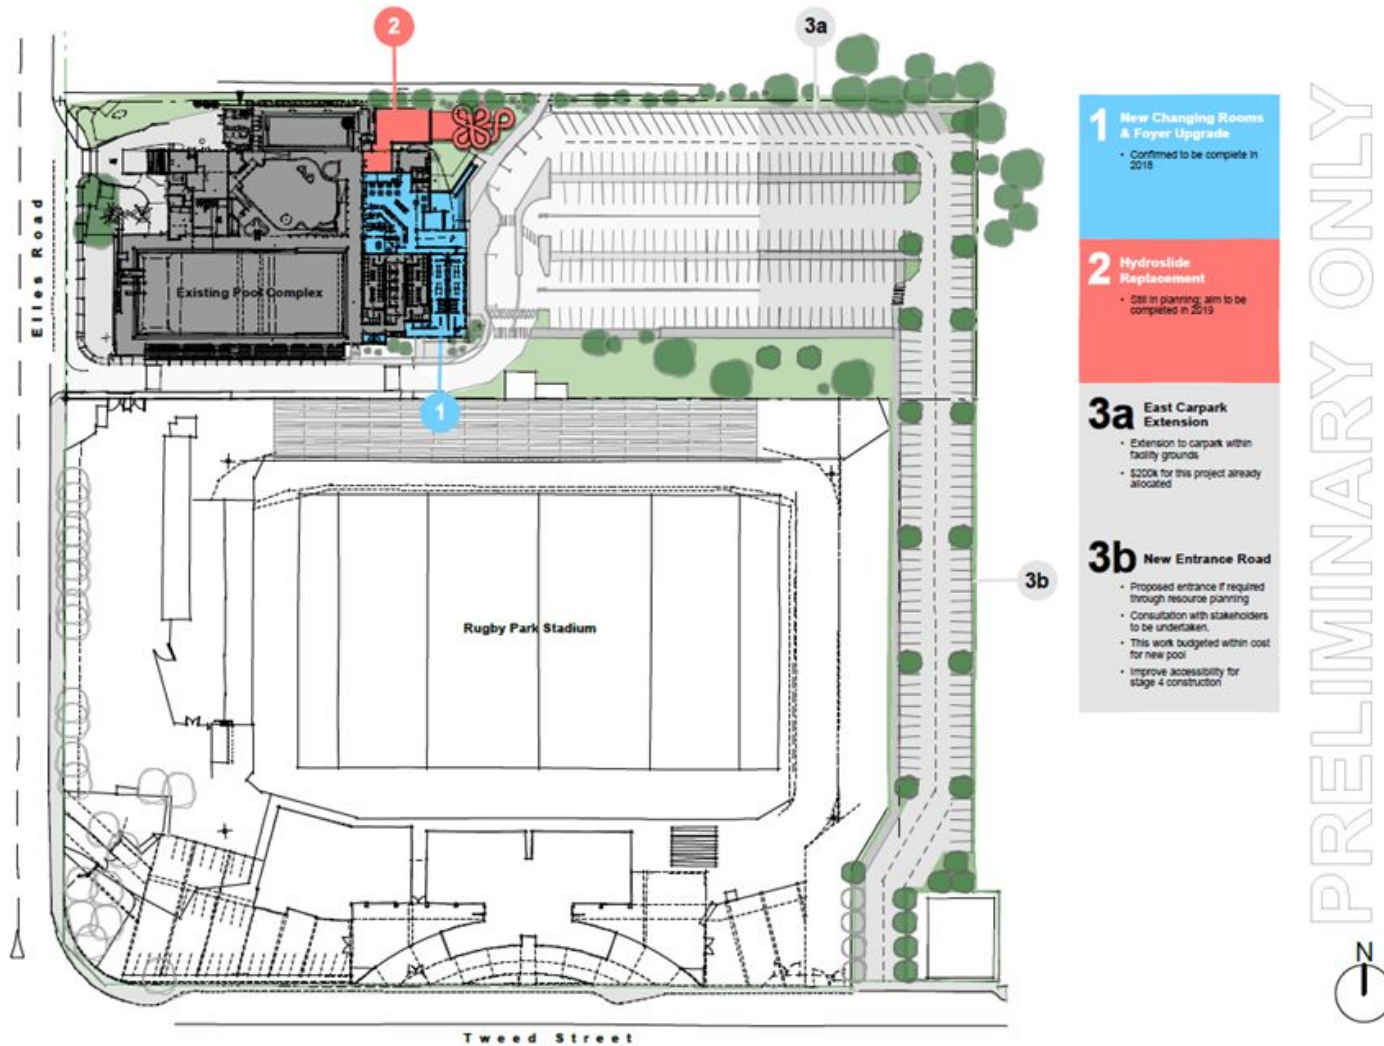 2
3a
Elles Road
Existing Pool Complex
1
Rugby Park Stadium
3b
Tweed Street
1 New Changing Rooms
& Foyer Upgrade
• Confirmed to be complete in
2018
2 Hydroslide
Replacement
• Still in planning; aim to be
completed in 2019
3a East Carpark
Extension
• Extension to carpark within
facility grounds
• $200k for this project already
allocated
3b New Entrance Road
• Proposed entrance if required
through resource planning
• Consultation with stakeholders
to be undertaken.
• This work budgeted within cost
for new pool
• Improve accessibility for
stage 4 construction
PRELIMINARY ONLY
N